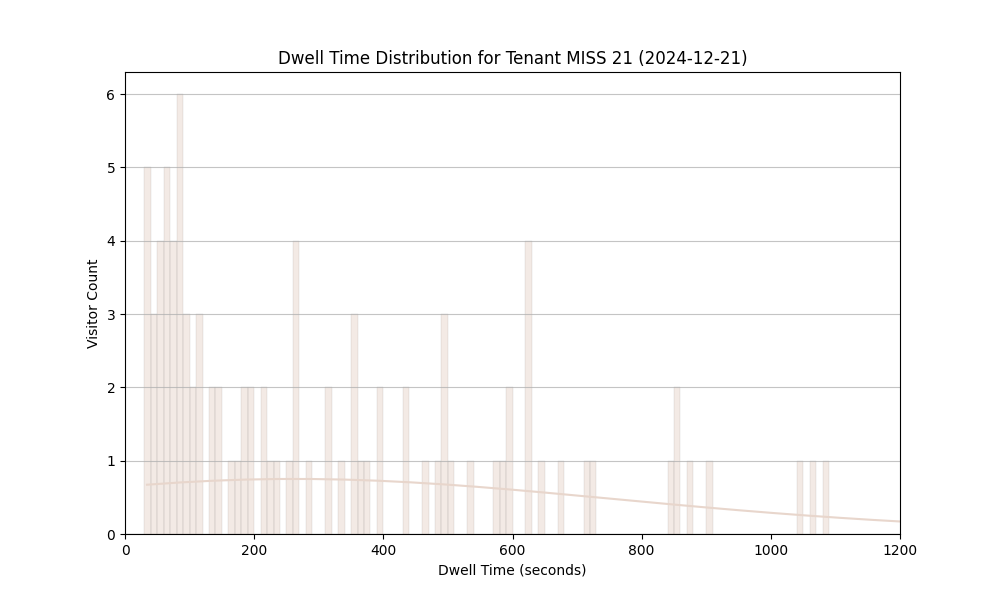 Dwell Time Distribution for Tenant MISS 21 (2024-12-21)
6
5
4
3
2
1
0
Visitor Count
0 200 400 600 800 1000 1200
Dwell Time (seconds)